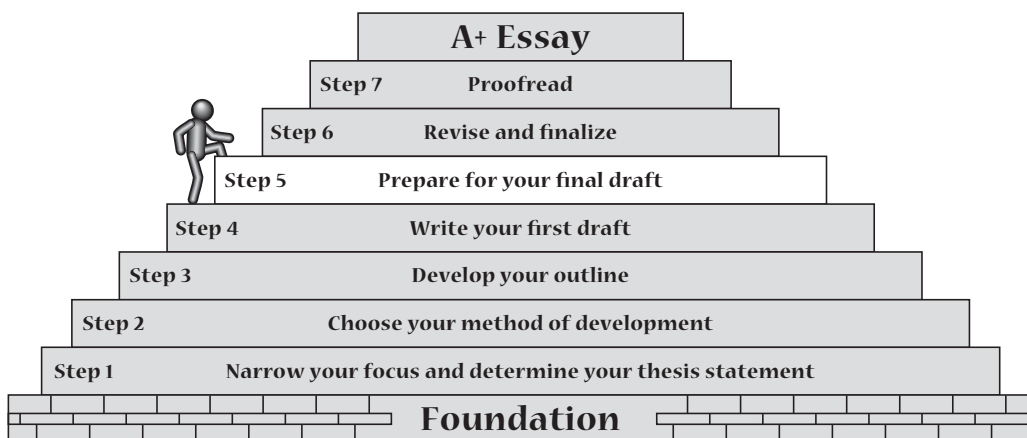 A+ Essay
Step 7 Proofread
Step 6 Revise and finalize
Step 5 Prepare for your final draft
Step 4 Write your first draft
Step 3 Develop your outline
Step 2 Choose your method of development
Step 1 Narrow your focus and determine your thesis statement
Foundation